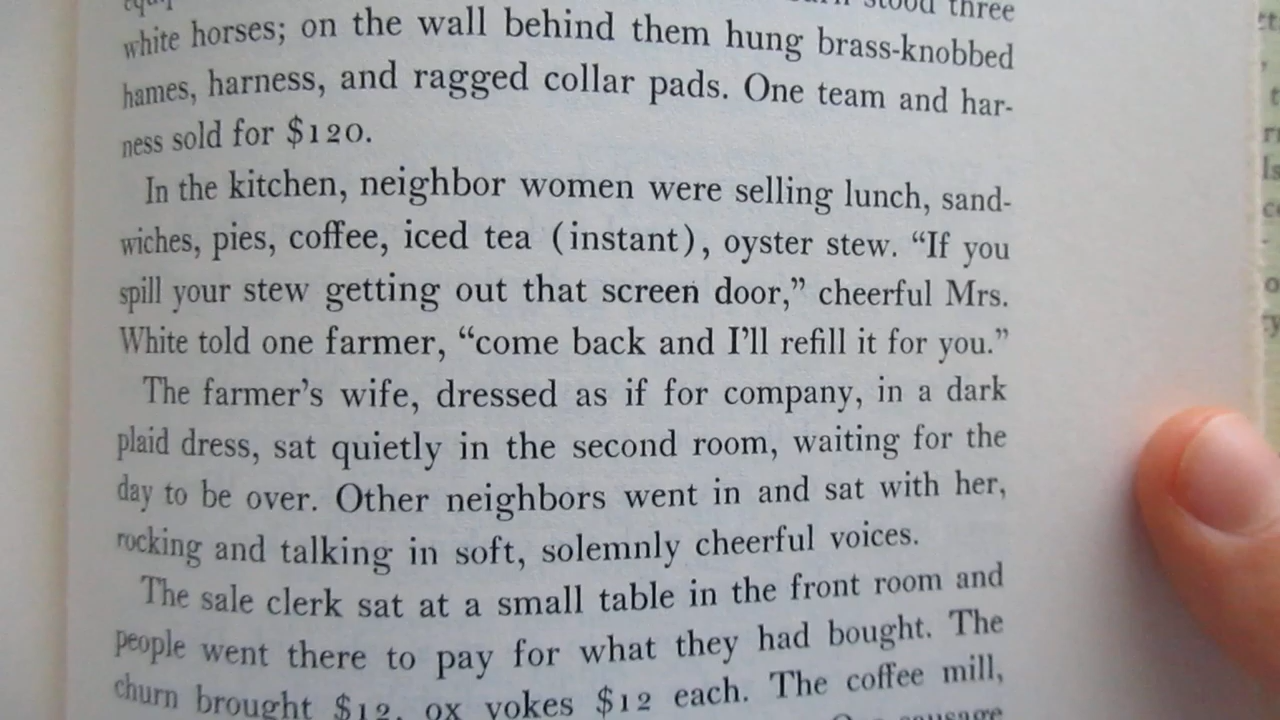 stood three
white horses; on the wall behind them hung brass-knobbed
hames, harness, and ragged collar pads. One team and har-
ness sold for $120.
In the kitchen, neighbor women were selling lunch, sand-
wiches, pies, coffee, iced tea (instant), oyster stew. “If you
spill your stew getting out that screen door,” cheerful Mrs.
White told one farmer, “come back and I’ll refill it for you.”
The farmer’s wife, dressed as if for company, in a dark
plaid dress, sat quietly in the second room, waiting for the
day to be over. Other neighbors went in and sat with her,
rocking and talking in soft, solemnly cheerful voices.
The sale clerk sat at a small table in the front room and
people went there to pay for what they had bought. The
churn brought $12, ox yokes $12 each. The coffee mill,
sausage